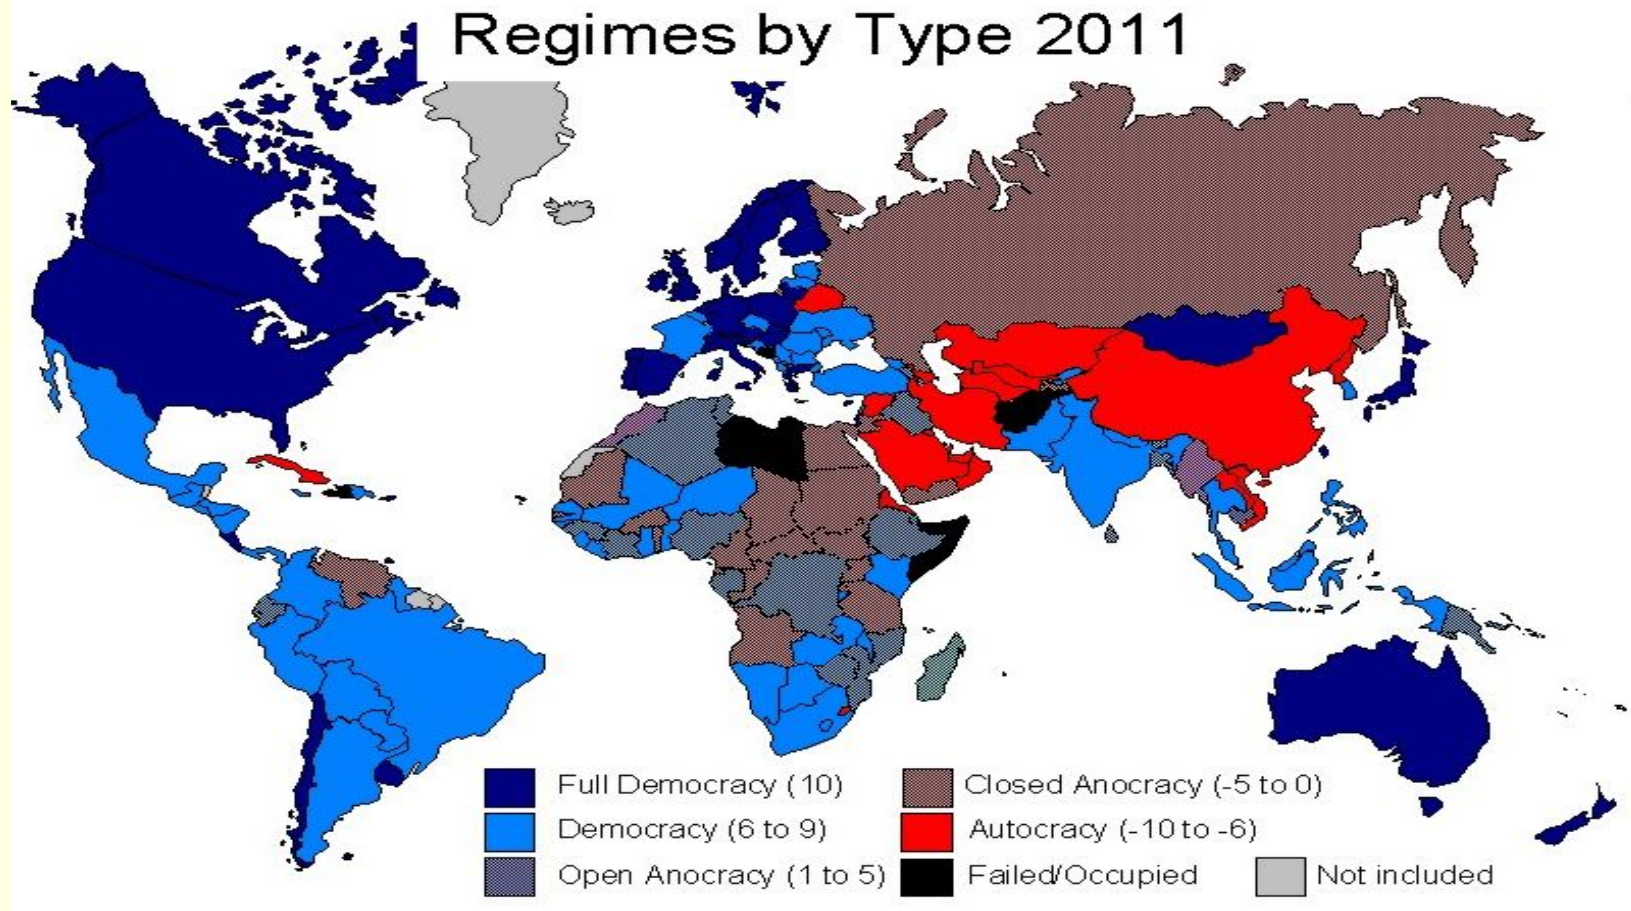 Regimes by Type 2011
Full Democracy (10)
Democracy (6 to 9)
Open Anocracy (1 to 5)
Closed Anocracy (-5 to 0)
Autocracy (-10 to -6)
Failed/Occupied
Not included